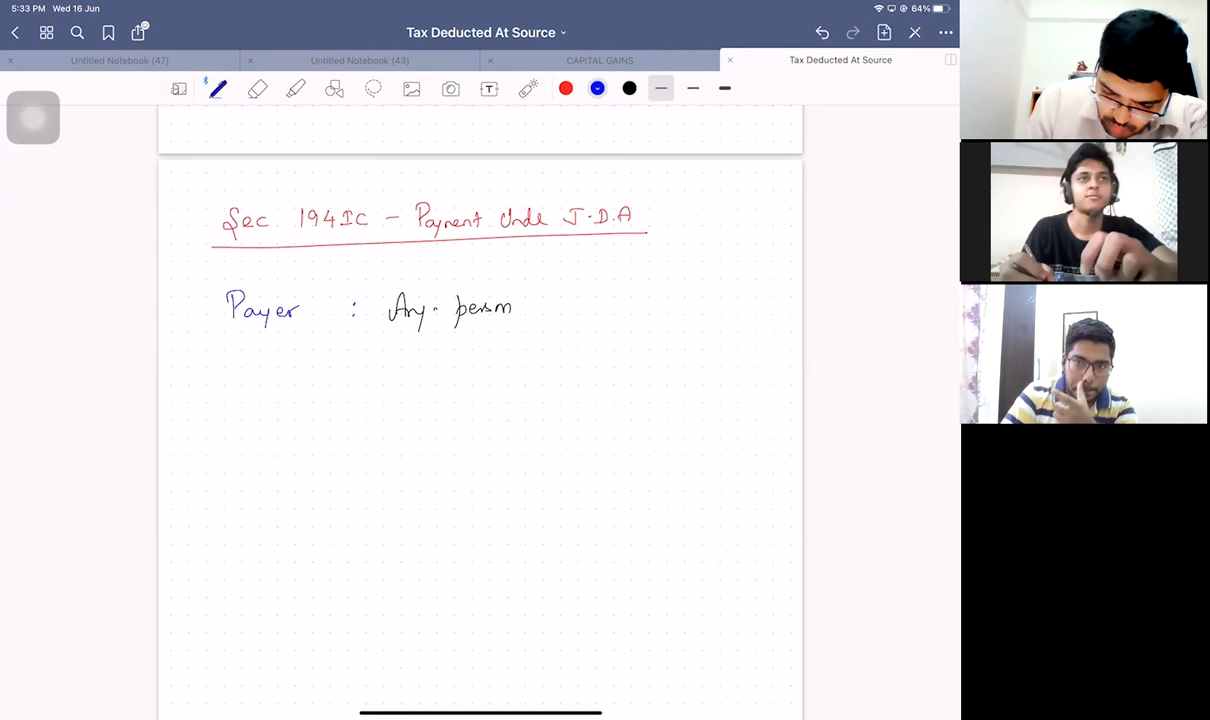 5:33 PM Wed 16 Jun
64%
Tax Deducted At Source
Untitled Notebook (47)
Untitled Notebook (43)
CAPITAL GAINS
Tax Deducted At Source
T
Sec 194IC - Payment Unde J.D.A
Payer : Any. person